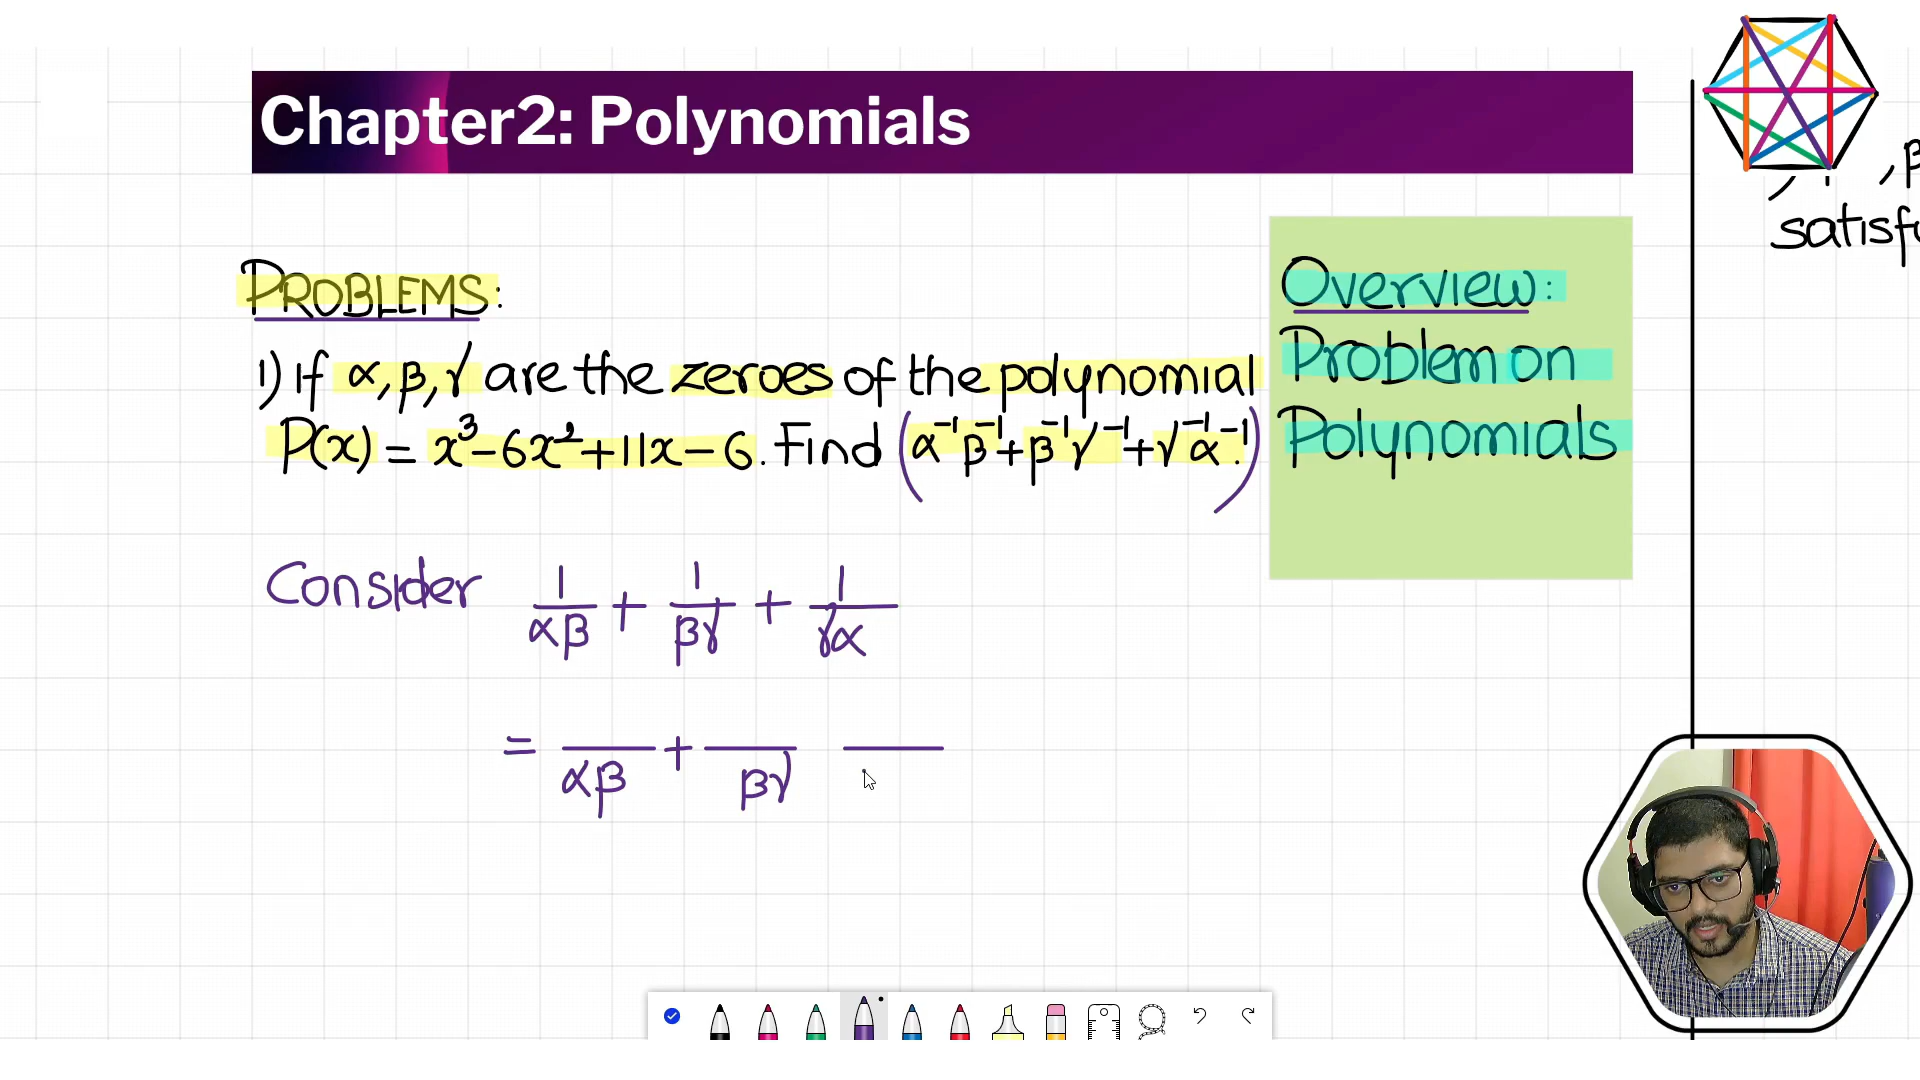 Chapter2: Polynomials
PROBLEMS:
1) If α, β, γ are the zeroes of the polynomial
P(x) = x³-6x²+11x-6. Find (α⁻¹β⁻¹+β⁻¹γ⁻¹+γ⁻¹α⁻¹.)
Consider 1/αβ + 1/βγ + 1/γα
= /αβ + /βγ
Overview:
Problem on
Polynomials
, β